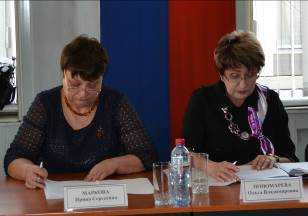 МАРКОВА
Ирина Сергеевна
ПОНОМАРЕВА
Ольга Владимировна